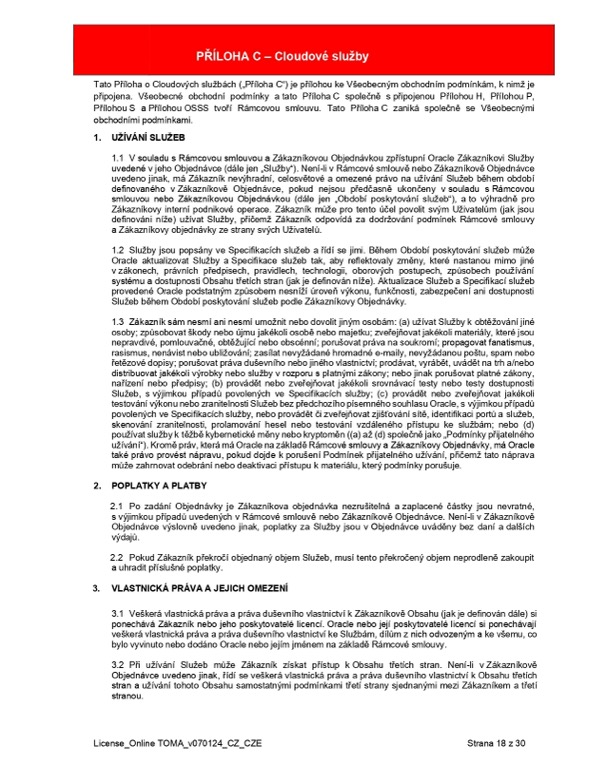 PŘÍLOHA C – Cloudové služby
Tato Příloha o Cloudových službách („Příloha C“) je přílohou ke Všeobecným obchodním podmínkám, k nimž je
připojena. Všeobecné obchodní podmínky a tato Příloha C společně s připojenou Přílohou H, Přílohou P,
Přílohou S a Přílohou OSSS tvoří Rámcovou smlouvu. Tato Příloha C zaniká společně se Všeobecnými
obchodními podmínkami.
1. UŽÍVÁNÍ SLUŽEB
1.1 V souladu s Rámcovou smlouvou a Zákazníkovou Objednávkou zpřístupní Oracle Zákazníkovi Služby
uvedené v jeho Objednávce (dále jen „Služby“). Není-li v Rámcové smlouvě nebo Zákazníkově Objednávce
uvedeno jinak, má Zákazník nevýhradní, celosvětové a omezené právo na užívání Služeb během období
definovaného v Zákazníkově Objednávce, pokud nejsou předčasně ukončeny v souladu s Rámcovou
smlouvou nebo Zákazníkovou Objednávkou (dále jen „Období poskytování služeb“), a to výhradně pro
Zákazníkovy interní podnikové operace. Zákazník může pro tento účel povolit svým Uživatelům (jak jsou
definováni níže) užívat Služby, přičemž Zákazník odpovídá za dodržování podmínek Rámcové smlouvy
a Zákazníkovy objednávky ze strany svých Uživatelů.
1.2 Služby jsou popsány ve Specifikacích služeb a řídí se jimi. Během Období poskytování služeb může
Oracle aktualizovat Služby a Specifikace služeb tak, aby reflektovaly změny, které nastanou mimo jiné
v zákonech, právních předpisech, pravidlech, technologii, oborových postupech, způsobech používání
systému a dostupnosti Obsahu třetích stran (jak je definován níže). Aktualizace Služeb a Specifikací služeb
provedené Oracle podstatným způsobem nesníží úroveň výkonu, funkčnosti, zabezpečení ani dostupnosti
Služeb během Období poskytování služeb podle Zákazníkovy Objednávky.
1.3 Zákazník sám nesmí ani nesmí umožnit nebo dovolit jiným osobám: (a) užívat Služby k obtěžování jiné
osoby; způsobovat škody nebo újmu jakékoli osobě nebo majetku; zveřejňovat jakékoli materiály, které jsou
nepravdivé, pomlouvačné, obtěžující nebo obscénní; porušovat práva na soukromí; propagovat fanatismus,
rasismus, nenávist nebo ubližování; zasílat nevyžádané hromadné e-maily, nevyžádanou poštu, spam nebo
řetězové dopisy; porušovat práva duševního nebo jiného vlastnictví; prodávat, vyrábět, uvádět na trh a/nebo
distribuovat jakékoli výrobky nebo služby v rozporu s platnými zákony; nebo jinak porušovat platné zákony,
nařízení nebo předpisy; (b) provádět nebo zveřejňovat jakékoli srovnávací testy nebo testy dostupnosti
Služeb, s výjimkou případů povolených ve Specifikaci služby; (c) provádět nebo zveřejňovat jakékoli
testování výkonu nebo zranitelnosti Služeb bez předchozího písemného souhlasu Oracle, s výjimkou případů
povolených ve Specifikaci služby, nebo provádět či zveřejňovat zjišťování sítě, identifikaci portů a služeb,
skenování zranitelnosti, prolamování hesel nebo testování vzdáleného přístupu ke službám; nebo (d)
používat služby k těžbě kybernetické měny nebo kryptoměn ((a) až (d) společně jako „Podmínky přijatelného
užívání“). Kromě práv, která má Oracle na základě Rámcové smlouvy a Zákazníkovy Objednávky, má Oracle
také právo provést nápravu, pokud dojde k porušení Podmínek přijatelného užívání, přičemž tato náprava
může zahrnovat odebrání nebo deaktivaci přístupu k materiálu, který podmínky porušuje.
2. POPLATKY A PLATBY
2.1 Po zadání Objednávky je Zákazníkova objednávka nezrušitelná a zaplacené částky jsou nevratné,
s výjimkou případů uvedených v Rámcové smlouvě nebo Zákazníkově Objednávce. Není-li v Zákazníkově
Objednávce výslovně uvedeno jinak, poplatky za Služby jsou v Objednávce uváděny bez daní a dalších
výdajů.
2.2 Pokud Zákazník překročí objednaný objem Služeb, musí tento překročený objem neprodleně zakoupit
a uhradit příslušné poplatky.
3. VLASTNICKÁ PRÁVA A JEJICH OMEZENÍ
3.1 Veškerá vlastnická práva a práva duševního vlastnictví k Zákazníkově Obsahu (jak je definován dále) si
ponechává Zákazník nebo jeho poskytovatelé licencí. Oracle nebo její poskytovatelé licencí si ponechávají
veškerá vlastnická práva a práva duševního vlastnictví ke Službám, dílům z nich odvozeným a ke všemu, co
bylo vyvinuto nebo dodáno Oracle nebo jejím jménem na základě Rámcové smlouvy.
3.2 Při užívání Služeb může Zákazník získat přístup k Obsahu třetích stran. Není-li v Zákazníkově
Objednávce uvedeno jinak, řídí se veškerá vlastnická práva a práva duševního vlastnictví k Obsahu třetích
stran a užívání tohoto Obsahu samostatnými podmínkami třetí strany sjednanými mezi Zákazníkem a třetí
stranou.
License_Online TOMA_v070124_CZ_CZE
Strana 18 z 30